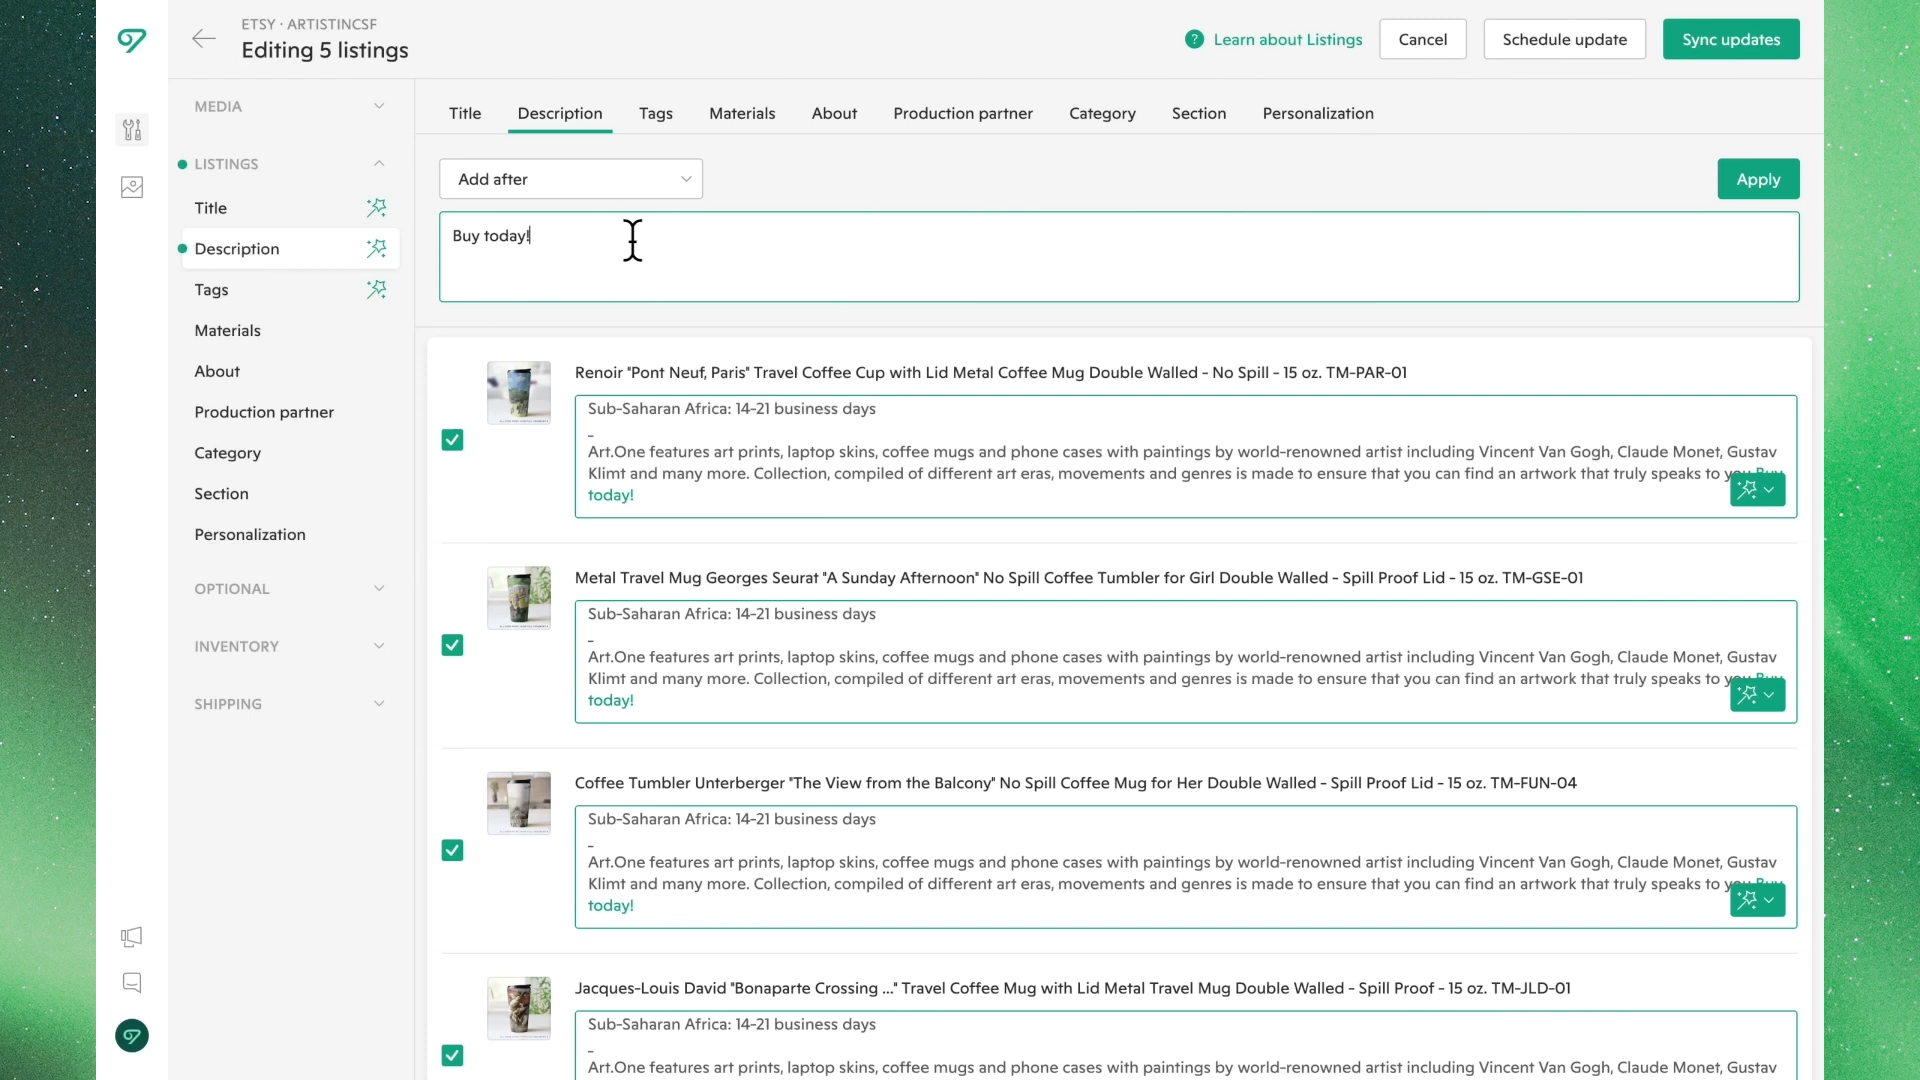 ETSY · ARTISTINCSF
Editing 5 listings
? Learn about Listings
Cancel
Schedule update
Sync updates
MEDIA
LISTINGS
Title
Description
Tags
Materials
About
Production partner
Category
Section
Personalization
OPTIONAL
INVENTORY
SHIPPING
Title
Description
Tags
Materials
About
Production partner
Category
Section
Personalization
Add after
Apply
Buy today!
Renoir "Pont Neuf, Paris" Travel Coffee Cup with Lid Metal Coffee Mug Double Walled - No Spill - 15 oz. TM-PAR-01
Sub-Saharan Africa: 14-21 business days
_
Art.One features art prints, laptop skins, coffee mugs and phone cases with paintings by world-renowned artist including Vincent Van Gogh, Claude Monet, Gustav
Klimt and many more. Collection, compiled of different art eras, movements and genres is made to ensure that you can find an artwork that truly speaks to
today!
Metal Travel Mug Georges Seurat "A Sunday Afternoon" No Spill Coffee Tumbler for Girl Double Walled - Spill Proof Lid - 15 oz. TM-GSE-01
Sub-Saharan Africa: 14-21 business days
_
Art.One features art prints, laptop skins, coffee mugs and phone cases with paintings by world-renowned artist including Vincent Van Gogh, Claude Monet, Gustav
Klimt and many more. Collection, compiled of different art eras, movements and genres is made to ensure that you can find an artwork that truly speaks to
today!
Coffee Tumbler Unterberger "The View from the Balcony" No Spill Coffee Mug for Her Double Walled - Spill Proof Lid - 15 oz. TM-FUN-04
Sub-Saharan Africa: 14-21 business days
_
Art.One features art prints, laptop skins, coffee mugs and phone cases with paintings by world-renowned artist including Vincent Van Gogh, Claude Monet, Gustav
Klimt and many more. Collection, compiled of different art eras, movements and genres is made to ensure that you can find an artwork that truly speaks to
today!
Jacques-Louis David "Bonaparte Crossing ..." Travel Coffee Mug with Lid Metal Travel Mug Double Walled - Spill Proof - 15 oz. TM-JLD-01
Sub-Saharan Africa: 14-21 business days
_
Art.One features art prints, laptop skins, coffee mugs and phone cases with paintings by world-renowned artist including Vincent Van Gogh, Claude Monet, Gustav